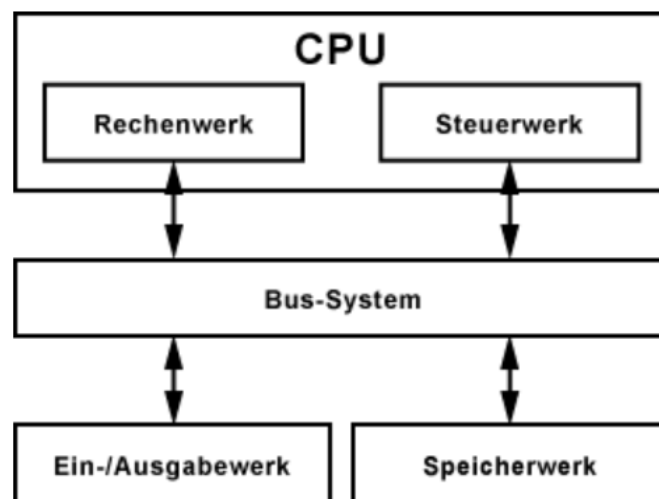 CPU
Rechenwerk
Steuerwerk
Bus-System
Ein-/Ausgabewerk
Speicherwerk